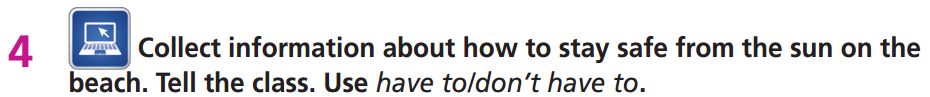 4 Collect information about how to stay safe from the sun on the
beach. Tell the class. Use have to/don't have to.